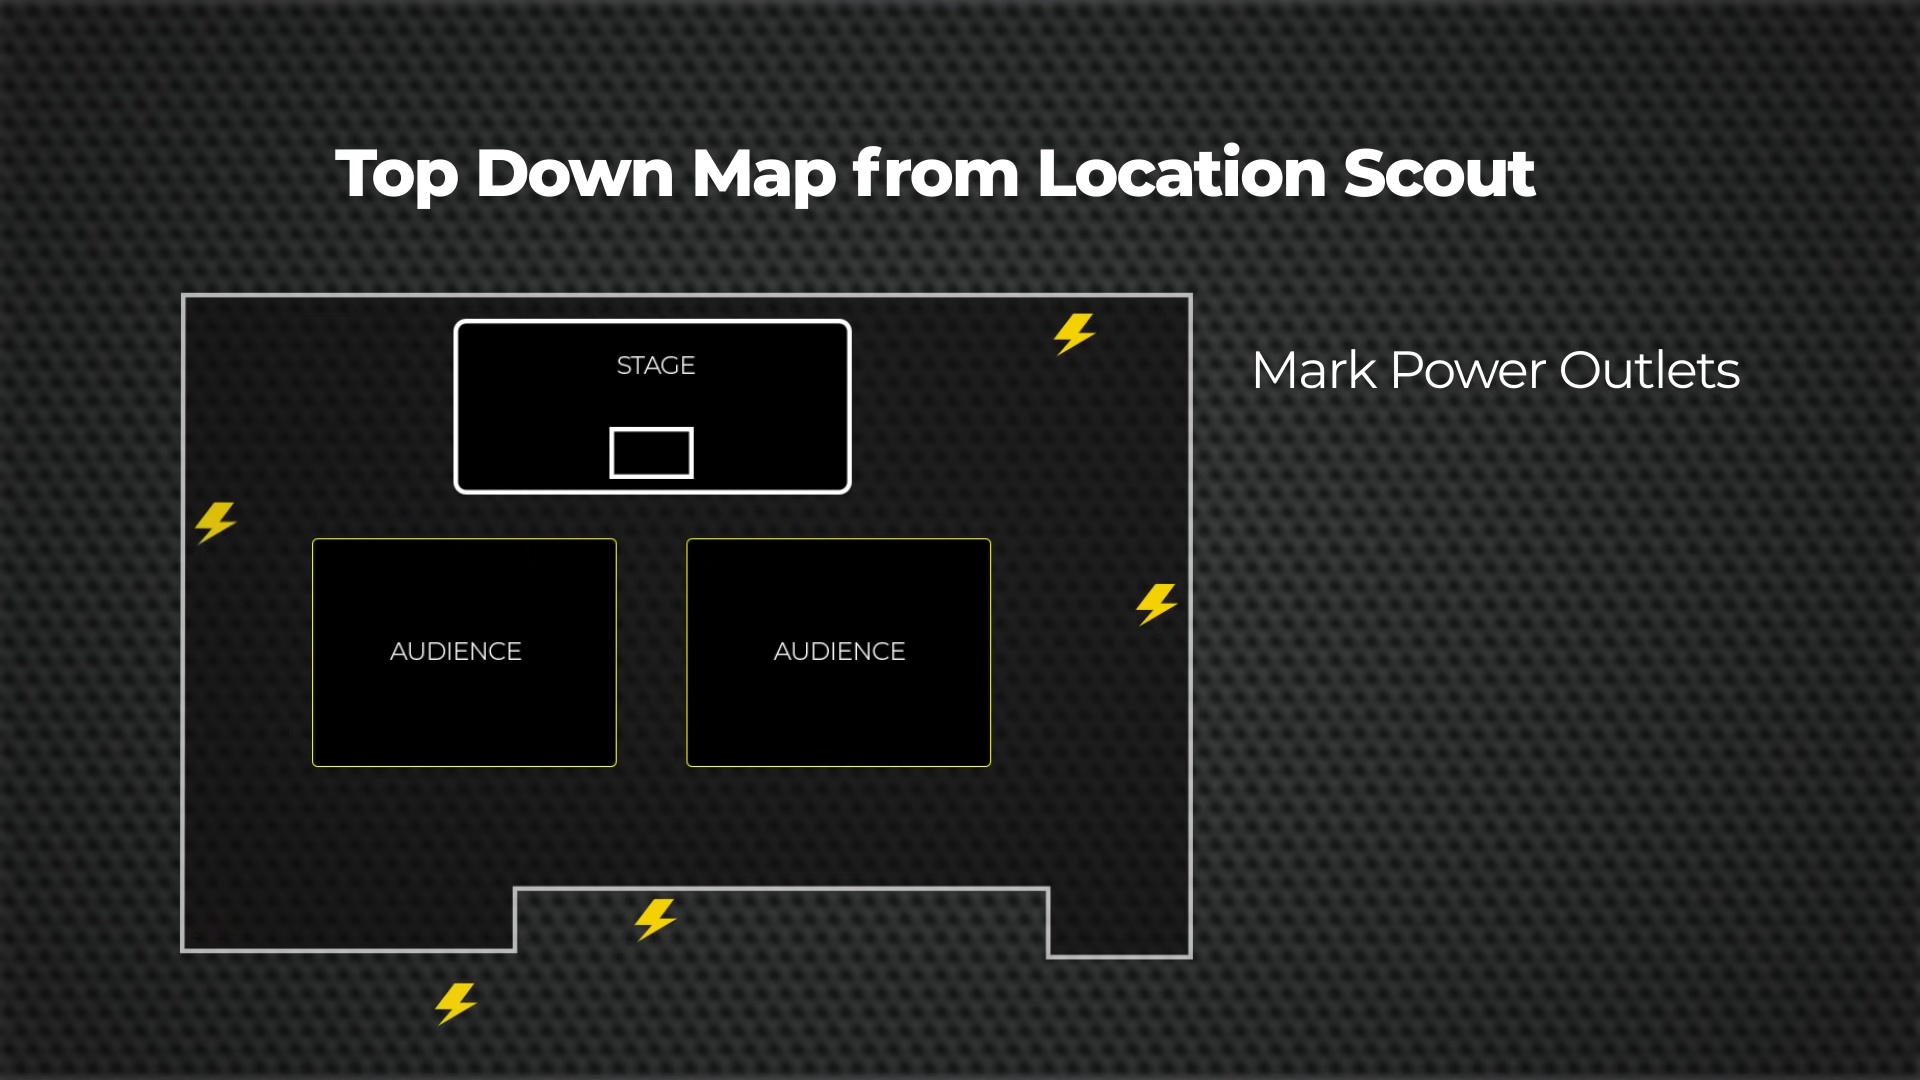 Top Down Map from Location Scout
STAGE
Mark Power Outlets
AUDIENCE
AUDIENCE